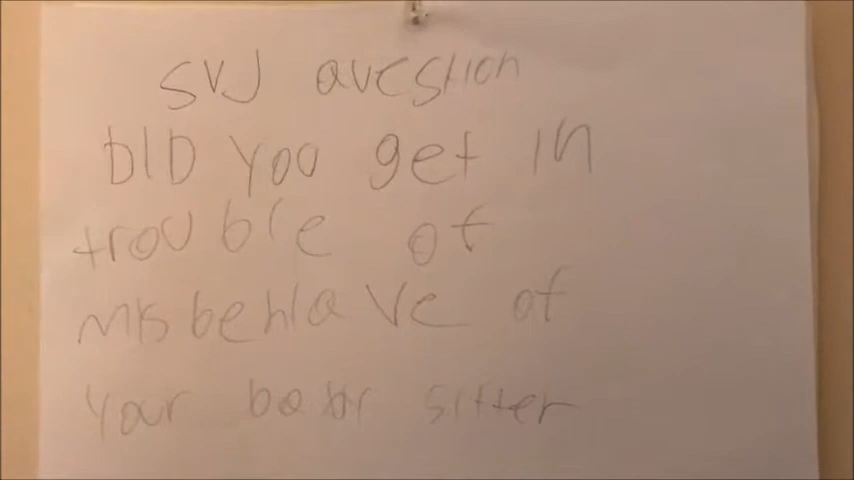 SVJ question
DID you get in
trouble of
misbehave of
your baby sitter